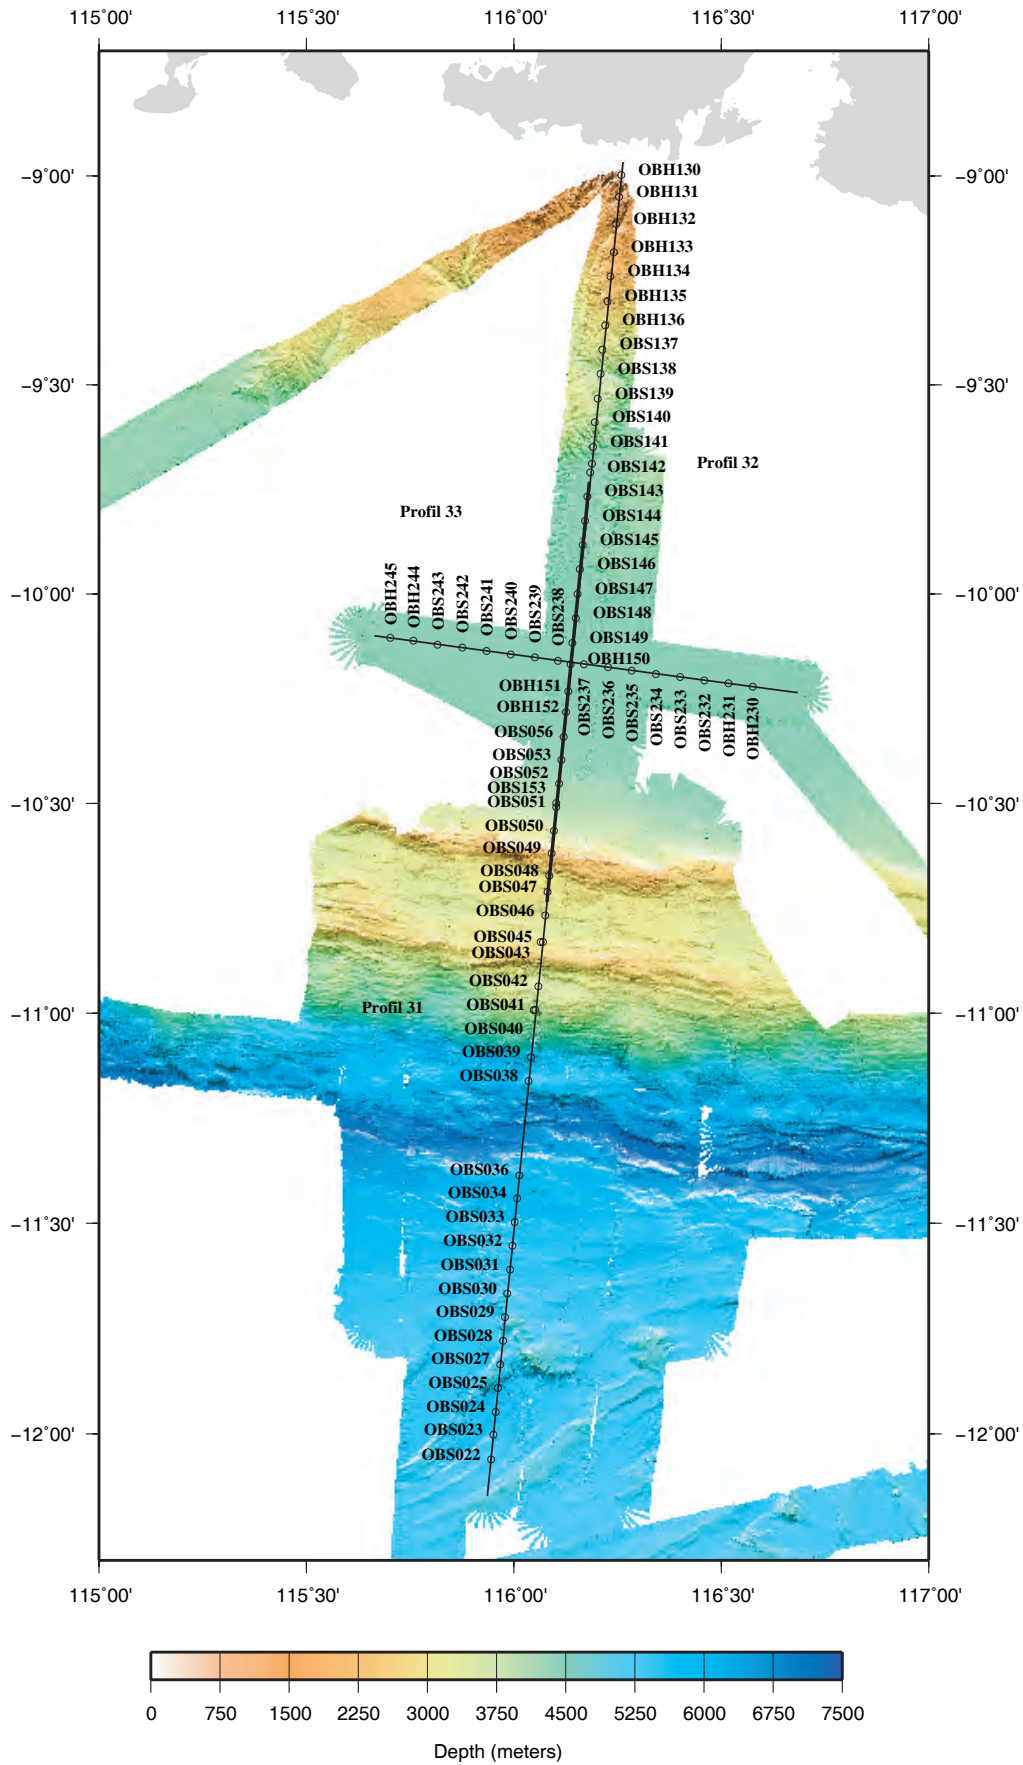 115°00'
115°30'
116°00'
116°30'
117°00'
−9°00'
−9°00'
OBH130
OBH131
OBH132
OBH133
OBH134
OBH135
OBH136
OBS137
OBS138
−9°30'
−9°30'
OBS139
OBS140
OBS141
Profil 32
OBS142
OBS143
Profil 33
OBS144
OBS145
OBS146
OBS147
−10°00'
−10°00'
OBH245
OBH244
OBS243
OBS242
OBS241
OBS240
OBS239
OBS238
OBS148
OBS149
OBH150
OBH151
OBH152
OBS237
OBS236
OBS235
OBS234
OBS233
OBS232
OBH231
OBH230
OBS056
OBS053
OBS052
OBS153
OBS051
−10°30'
−10°30'
OBS050
OBS049
OBS048
OBS047
OBS046
OBS045
OBS043
OBS042
OBS041
Profil 31
−11°00'
−11°00'
OBS040
OBS039
OBS038
OBS036
OBS034
OBS033
−11°30'
−11°30'
OBS032
OBS031
OBS030
OBS029
OBS028
OBS027
OBS025
OBS024
OBS023
−12°00'
−12°00'
OBS022
115°00'
115°30'
116°00'
116°30'
117°00'
0 750 1500 2250 3000 3750 4500 5250 6000 6750 7500
Depth (meters)